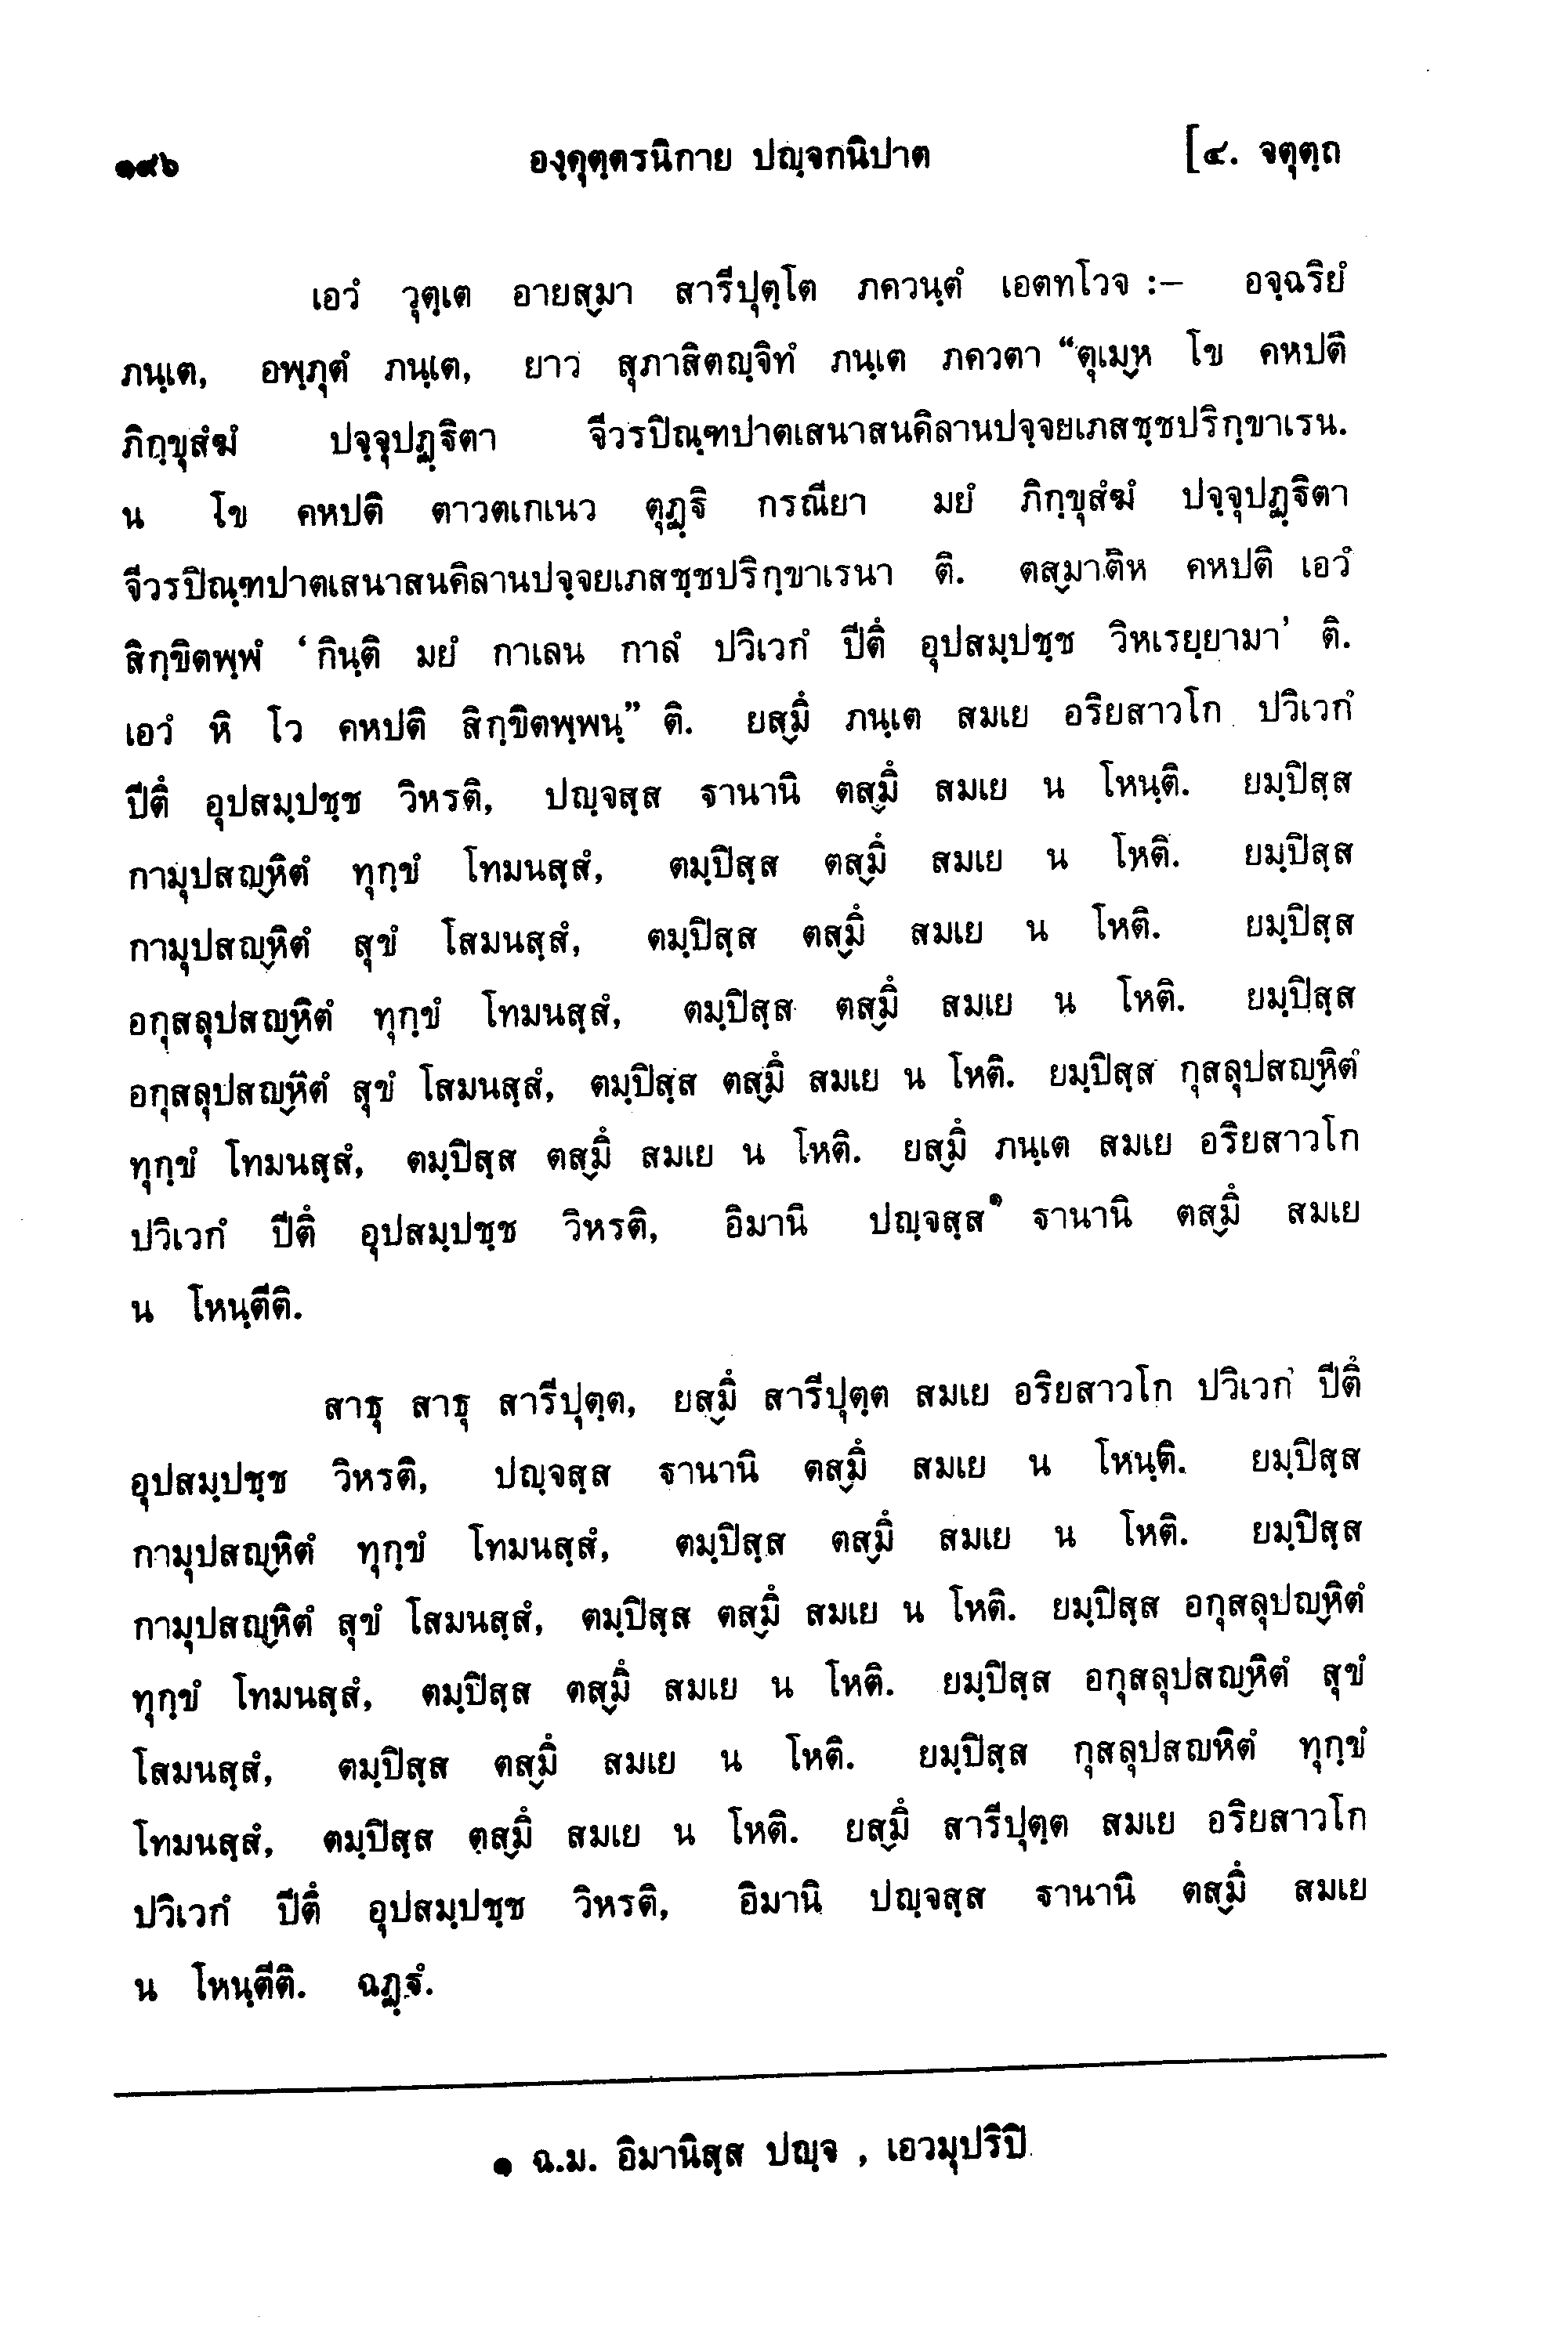 ๑๙๖ องฺคุตฺตรนิกาย ปญฺจกนิปาต [๔. จตุตฺถ
เอวํ วุตฺเต อายสฺมา สารีปุตฺโต ภควนฺตํ เอตทโวจ :– อจฺฉริยํ
ภนฺเต, อพฺภุตํ ภนฺเต, ยาว สุภาสิตญฺจิทํ ภนฺเต ภควตา “ตุเมฺห โข คหปติ
ภิกฺขุสํฆํ ปจฺจุปฏฺฐิตา จีวรปิณฺฑปาตเสนาสนคิลานปจฺจยเภสชฺชปริกฺขาเรน.
น โข คหปติ ตาวตเกเนว ตุฏฺฐิ กรณียา มยํ ภิกฺขุสํฆํ ปจฺจุปฏฺฐิตา
จีวรปิณฺฑปาตเสนาสนคิลานปจฺจยเภสชฺชปริกฺขาเรนา ติ. ตสฺมาติห คหปติ เอวํ
สิกฺขิตพฺพํ ‘กินฺติ มยํ กาเลน กาลํ ปวิเวกํ ปีตึ อุปสมฺปชฺช วิหเรยฺยามา’ ติ.
เอวํ หิ โว คหปติ สิกฺขิตพฺพนฺ” ติ. ยสฺมึ ภนฺเต สมเย อริยสาวโก ปวิเวกํ
ปีตึ อุปสมฺปชฺช วิหรติ, ปญฺจสฺส ฐานานิ ตสฺมึ สมเย น โหนฺติ. ยมฺปิสฺส
กามุปสญฺหิตํ ทุกฺขํ โทมนสฺสํ, ตมฺปิสฺส ตสฺมึ สมเย น โหติ. ยมฺปิสฺส
กามุปสญฺหิตํ สุขํ โสมนสฺสํ, ตมฺปิสฺส ตสฺมึ สมเย น โหติ. ยมฺปิสฺส
อกุสลุปสญฺหิตํ ทุกฺขํ โทมนสฺสํ, ตมฺปิสฺส ตสฺมึ สมเย น โหติ. ยมฺปิสฺส
อกุสลุปสญฺหิตํ สุขํ โสมนสฺสํ, ตมฺปิสฺส ตสฺมึ สมเย น โหติ. ยมฺปิสฺส กุสลุปสญฺหิตํ
ทุกฺขํ โทมนสฺสํ, ตมฺปิสฺส ตสฺมึ สมเย น โหติ. ยสฺมึ ภนฺเต สมเย อริยสาวโก
ปวิเวกํ ปีตึ อุปสมฺปชฺช วิหรติ, อิมานิ ปญฺจสฺส๑ ฐานานิ ตสฺมึ สมเย
น โหนฺตีติ.
สาธุ สาธุ สารีปุตฺต, ยสฺมึ สารีปุตฺต สมเย อริยสาวโก ปวิเวกํ ปีตึ
อุปสมฺปชฺช วิหรติ, ปญฺจสฺส ฐานานิ ตสฺมึ สมเย น โหนฺติ. ยมฺปิสฺส
กามุปสญฺหิตํ ทุกฺขํ โทมนสฺสํ, ตมฺปิสฺส ตสฺมึ สมเย น โหติ. ยมฺปิสฺส
กามุปสญฺหิตํ สุขํ โสมนสฺสํ, ตมฺปิสฺส ตสฺมึ สมเย น โหติ. ยมฺปิสฺส อกุสลุปญฺหิตํ
ทุกฺขํ โทมนสฺสํ, ตมฺปิสฺส ตสฺมึ สมเย น โหติ. ยมฺปิสฺส อกุสลุปสญฺหิตํ สุขํ
โสมนสฺสํ, ตมฺปิสฺส ตสฺมึ สมเย น โหติ. ยมฺปิสฺส กุสลุปสญหิตํ ทุกฺขํ
โทมนสฺสํ, ตมฺปิสฺส ตสฺมึ สมเย น โหติ. ยสฺมึ สารีปุตฺต สมเย อริยสาวโก
ปวิเวกํ ปีตึ อุปสมฺปชฺช วิหรติ, อิมานิ ปญฺจสฺส ฐานานิ ตสฺมึ สมเย
น โหนฺตีติ. ฉฏฺฐํ.
๑ ฉ.ม. อิมานิสฺส ปญฺจ , เอวมุปริปิ